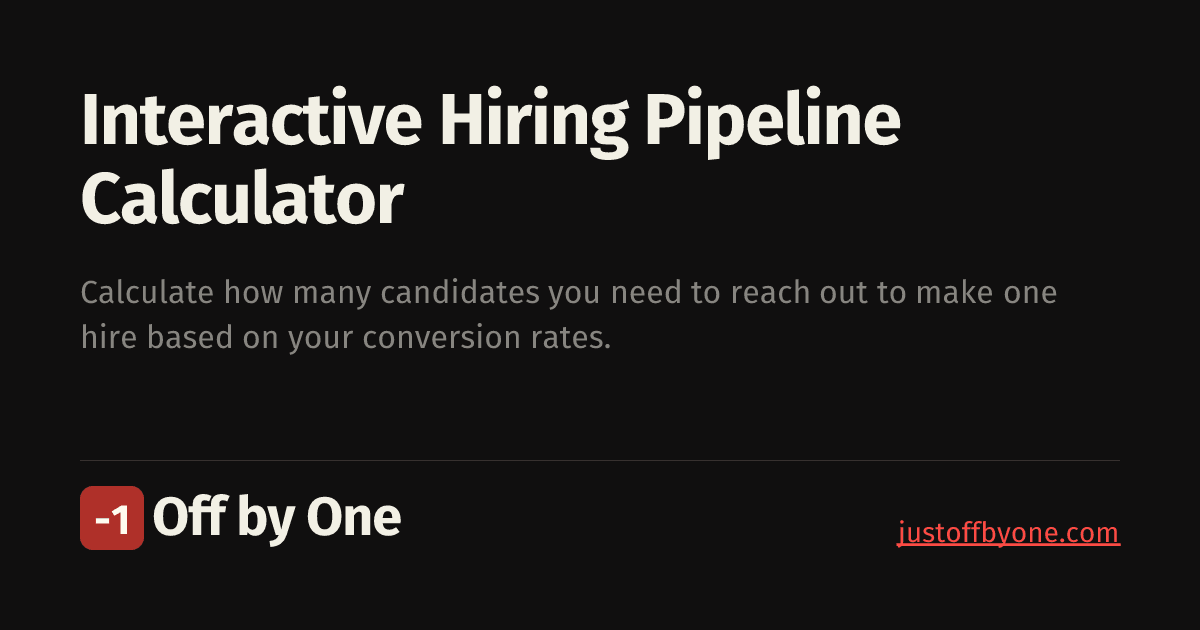 Interactive Hiring Pipeline
Calculator
Calculate how many candidates you need to reach out to make one
hire based on your conversion rates.
-1 Off by One
justoffbyone.com